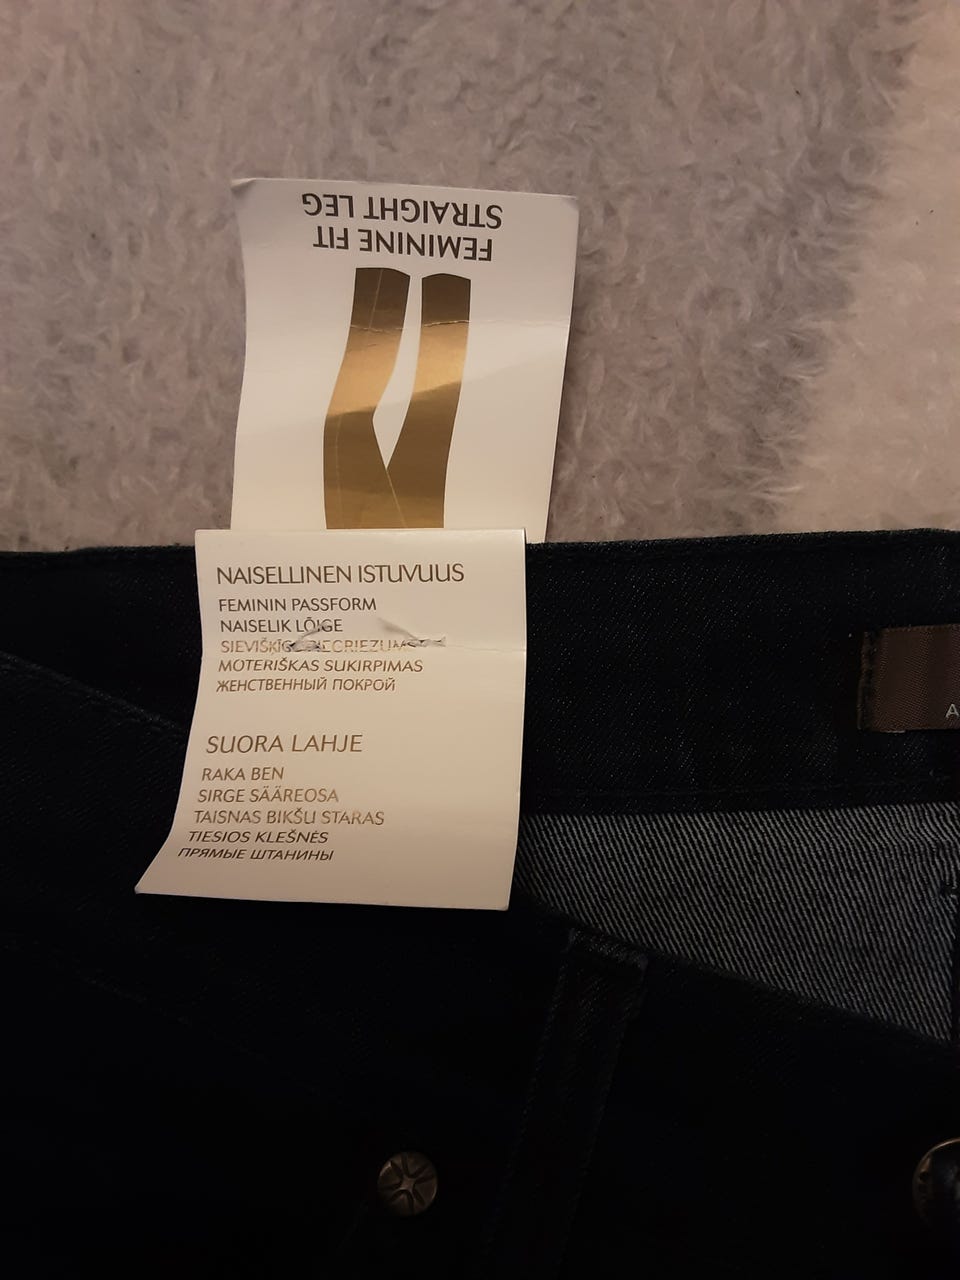 FEMININE FIT
STRAIGHT LEG
NAISELLINEN ISTUVUUS
FEMININ PASSFORM
NAISELIK LÕIGE
MOTERIŠKAS SUKIRPIMAS
ЖЕНСТВЕННЫЙ ПОКРОЙ
SUORA LAHJE
RAKA BEN
SIRGE SÄÄREOSA
TAISNAS BIKŠU STARAS
TIESIOS KLEŠNĖS
ПРЯМЫЕ ШТАНИНЫ
A